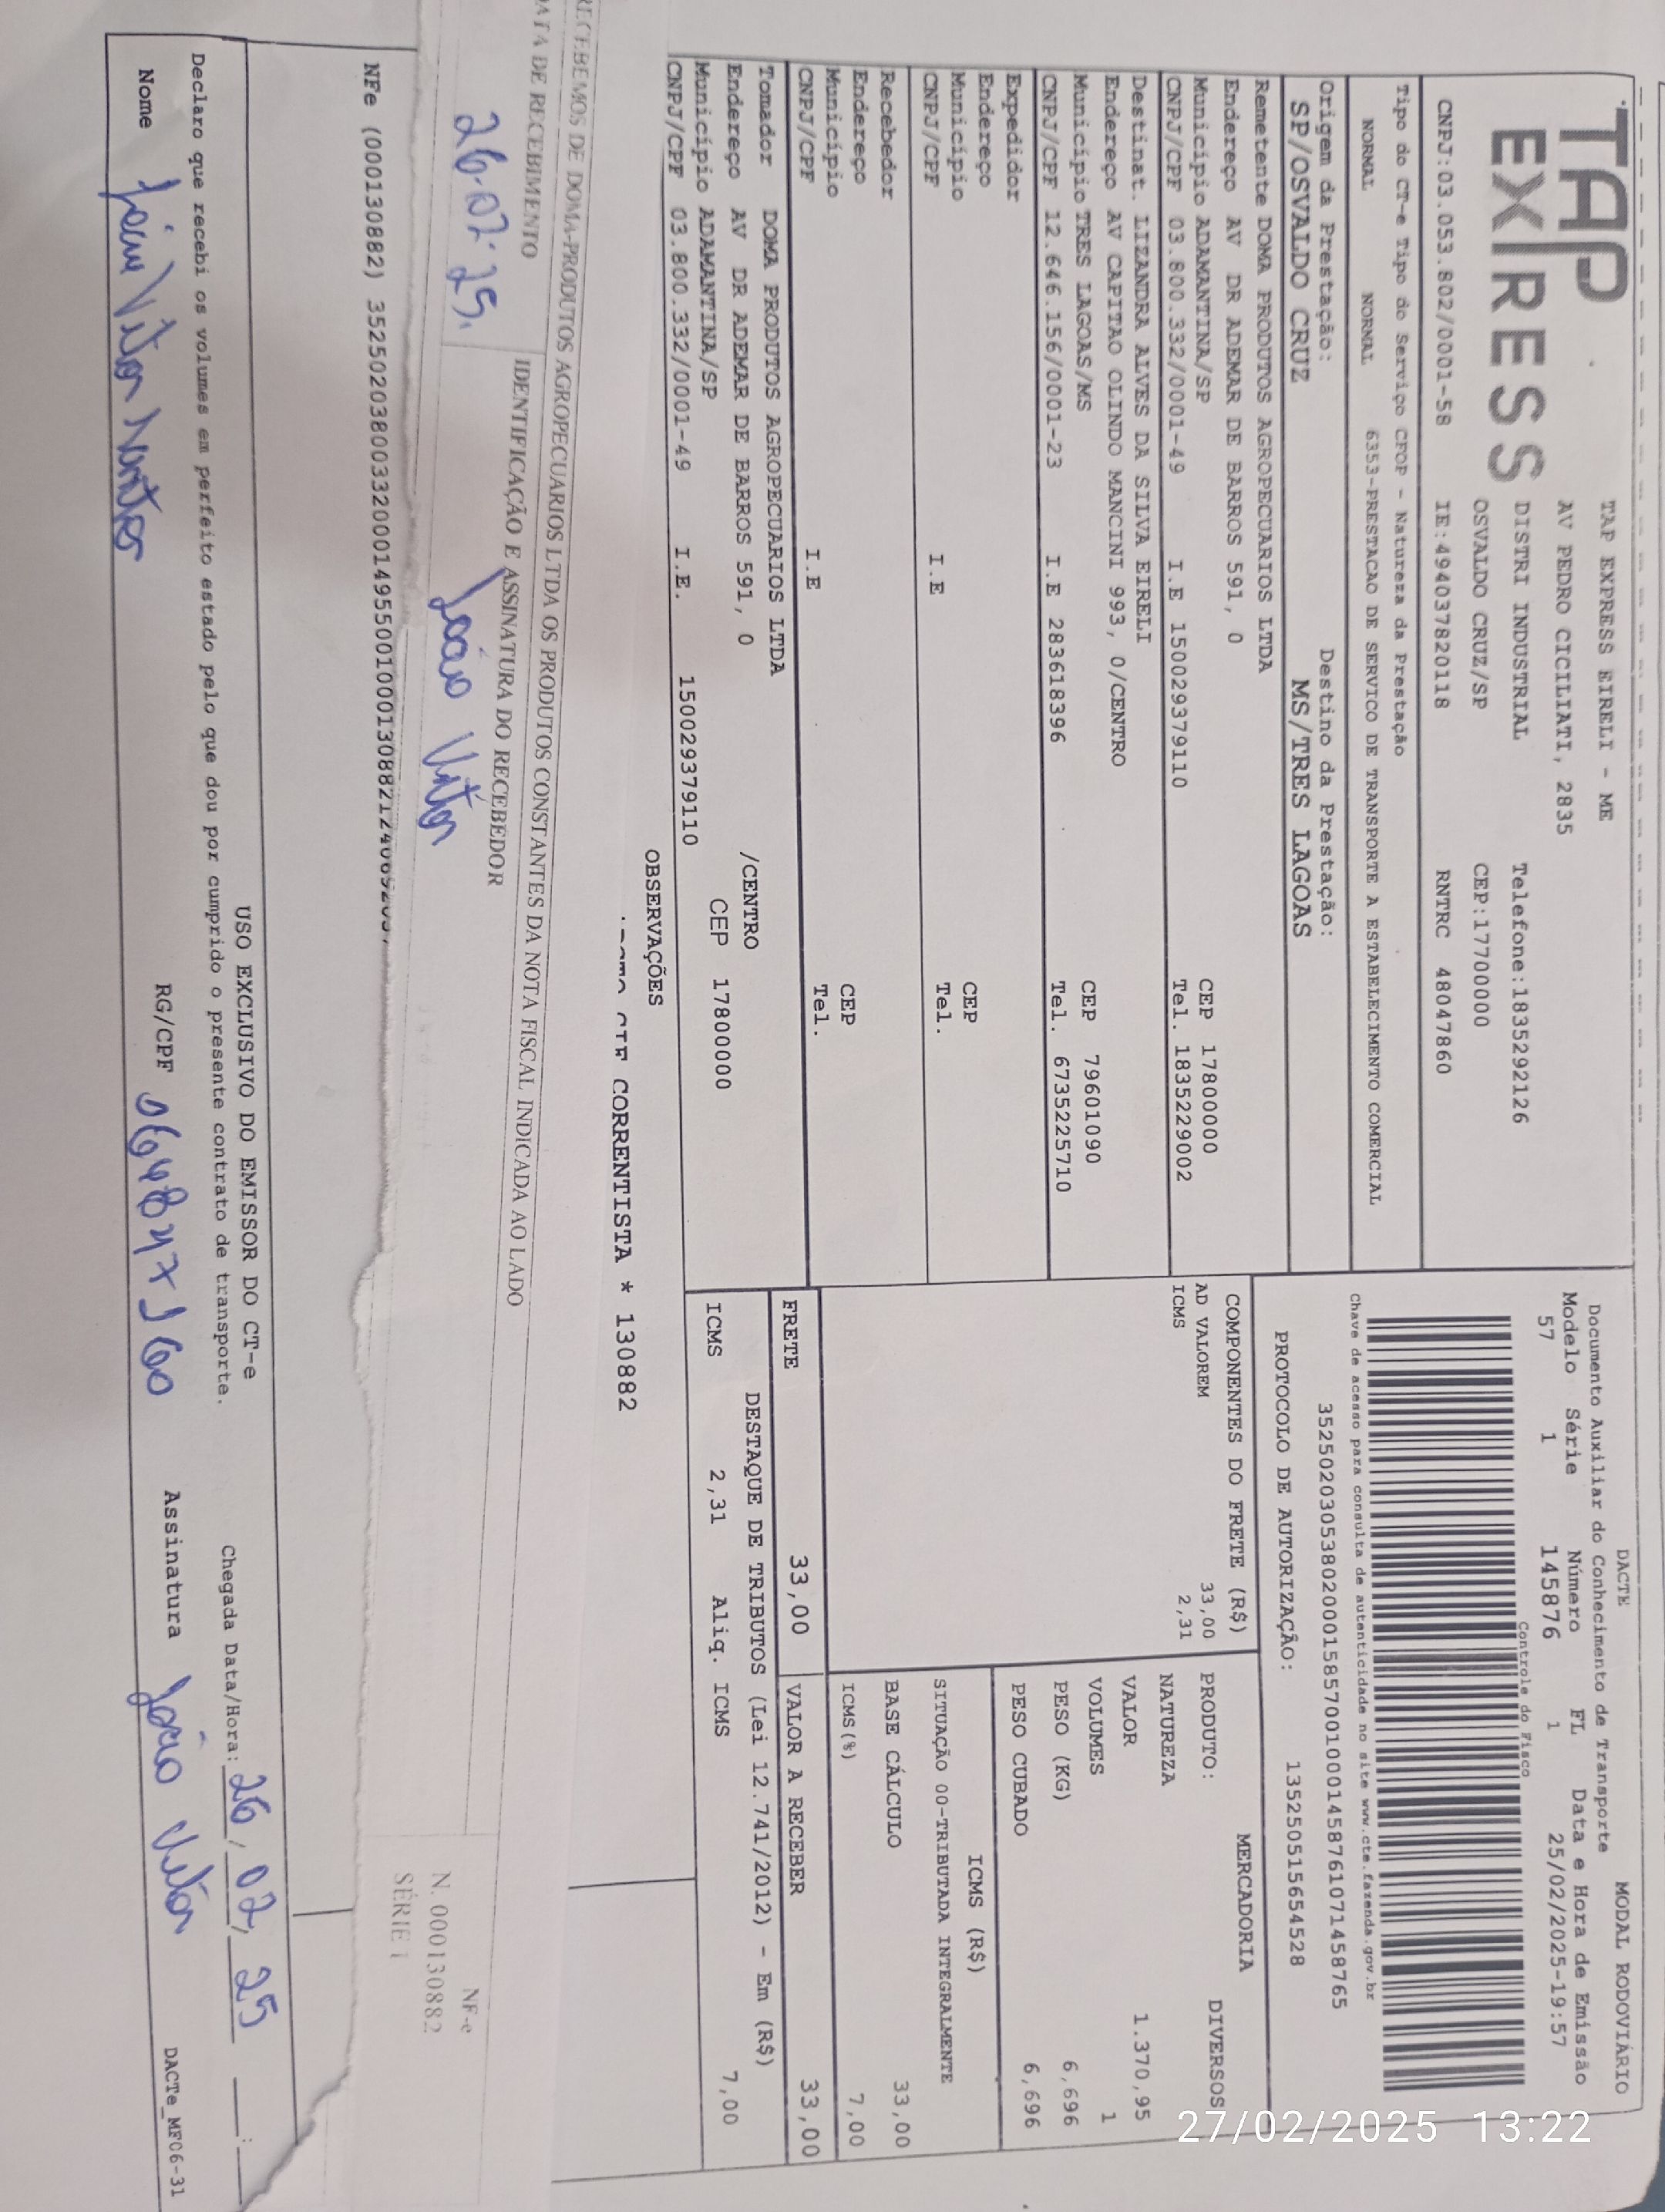 TAP
EXPRESS
TAP EXPRESS EIRELI - ME
AV PEDRO CICILIATI, 2835
DISTRI INDUSTRIAL Telefone:1835292126
OSVALDO CRUZ/SP CEP:17700000
CNPJ:03.053.802/0001-58 IE:494037820118 RNTRC 48047860
DACTE MODAL RODOVIÁRIO
Documento Auxiliar do Conhecimento de Transporte
Modelo Série Número FL Data e Hora de Emissão
57 1 145876 1 25/02/2025-19:57
Controle do Fisco
Chave de acesso para consulta de autenticidade no site www.cte.fazenda.gov.br
35250203053802000158570010001458761071458765
PROTOCOLO DE AUTORIZAÇÃO: 135250515654528
Tipo do CT-e Tipo do Serviço CFOP - Natureza da Prestação
NORMAL NORMAL 6353-PRESTACAO DE SERVICO DE TRANSPORTE A ESTABELECIMENTO COMERCIAL
Origem da Prestação: Destino da Prestação:
SP/OSVALDO CRUZ MS/TRES LAGOAS
Remetente DOMA PRODUTOS AGROPECUARIOS LTDA
Endereço AV DR ADEMAR DE BARROS 591, 0
Município ADAMANTINA/SP CEP 17800000
CNPJ/CPF 03.800.332/0001-49 I.E 150029379110 Tel. 1835229002
Destinat. LIZANDRA ALVES DA SILVA EIRELI
Endereço AV CAPITAO OLINDO MANCINI 993, 0/CENTRO
Município TRES LAGOAS/MS CEP 79601090
CNPJ/CPF 12.646.156/0001-23 I.E 283618396 Tel. 6735225710
Expedidor
Endereço
Município CEP
CNPJ/CPF I.E Tel.
Recebedor
Endereço
Município CEP
CNPJ/CPF I.E Tel.
Tomador DOMA PRODUTOS AGROPECUARIOS LTDA
Endereço AV DR ADEMAR DE BARROS 591, 0 /CENTRO
Município ADAMANTINA/SP CEP 17800000
CNPJ/CPF 03.800.332/0001-49 I.E. 150029379110
COMPONENTES DO FRETE (R$)
AD VALOREM 33,00
ICMS 2,31
MERCADORIA
PRODUTO: DIVERSOS
NATUREZA
VALOR 1.370,95
VOLUMES 1
PESO (KG) 6,696
PESO CUBADO 6,696
ICMS (R$)
SITUAÇÃO 00-TRIBUTADA INTEGRALMENTE
BASE CÁLCULO 33,00
ICMS(%) 7,00
FRETE 33,00 VALOR A RECEBER 33,00
DESTAQUE DE TRIBUTOS (Lei 12.741/2012) - Em (R$)
ICMS 2,31 Aliq. ICMS 7,00
OBSERVAÇÕES
CIF CORRENTISTA * 130882
RECEBEMOS DE DOMA-PRODUTOS AGROPECUARIOS LTDA OS PRODUTOS CONSTANTES DA NOTA FISCAL INDICADA AO LADO
DATA DE RECEBIMENTO IDENTIFICAÇÃO E ASSINATURA DO RECEBEDOR
26.02.25. João Vitor
NF-e
N. 000130882
SÉRIE 1
NFe (000130882)
USO EXCLUSIVO DO EMISSOR DO CT-e
Declaro que recebi os volumes em perfeito estado pelo que dou por cumprido o presente contrato de transporte.
Chegada Data/Hora: 26/02/25
Nome João Vitor RG/CPF Assinatura João Vitor
DACTe_MF06-31
27/02/2025 13:22